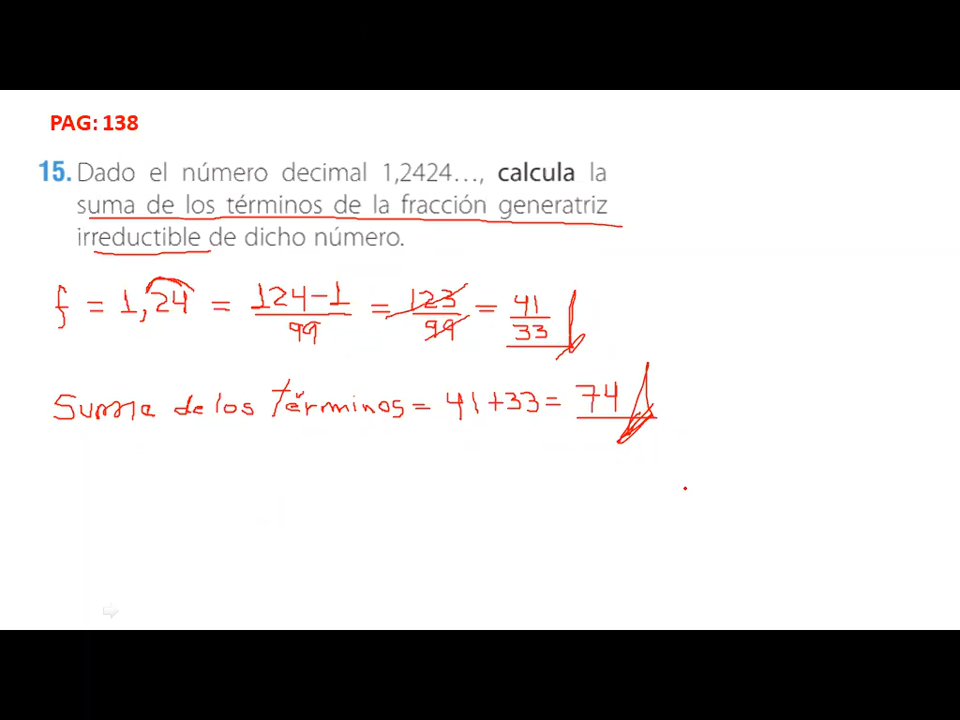 PAG: 138
15. Dado el número decimal 1,2424..., calcula la
suma de los términos de la fracción generatriz
irreductible de dicho número.
f = 1,24 = 124-1/99 = 123/99 = 41/33
Suma de los términos = 41+33 = 74